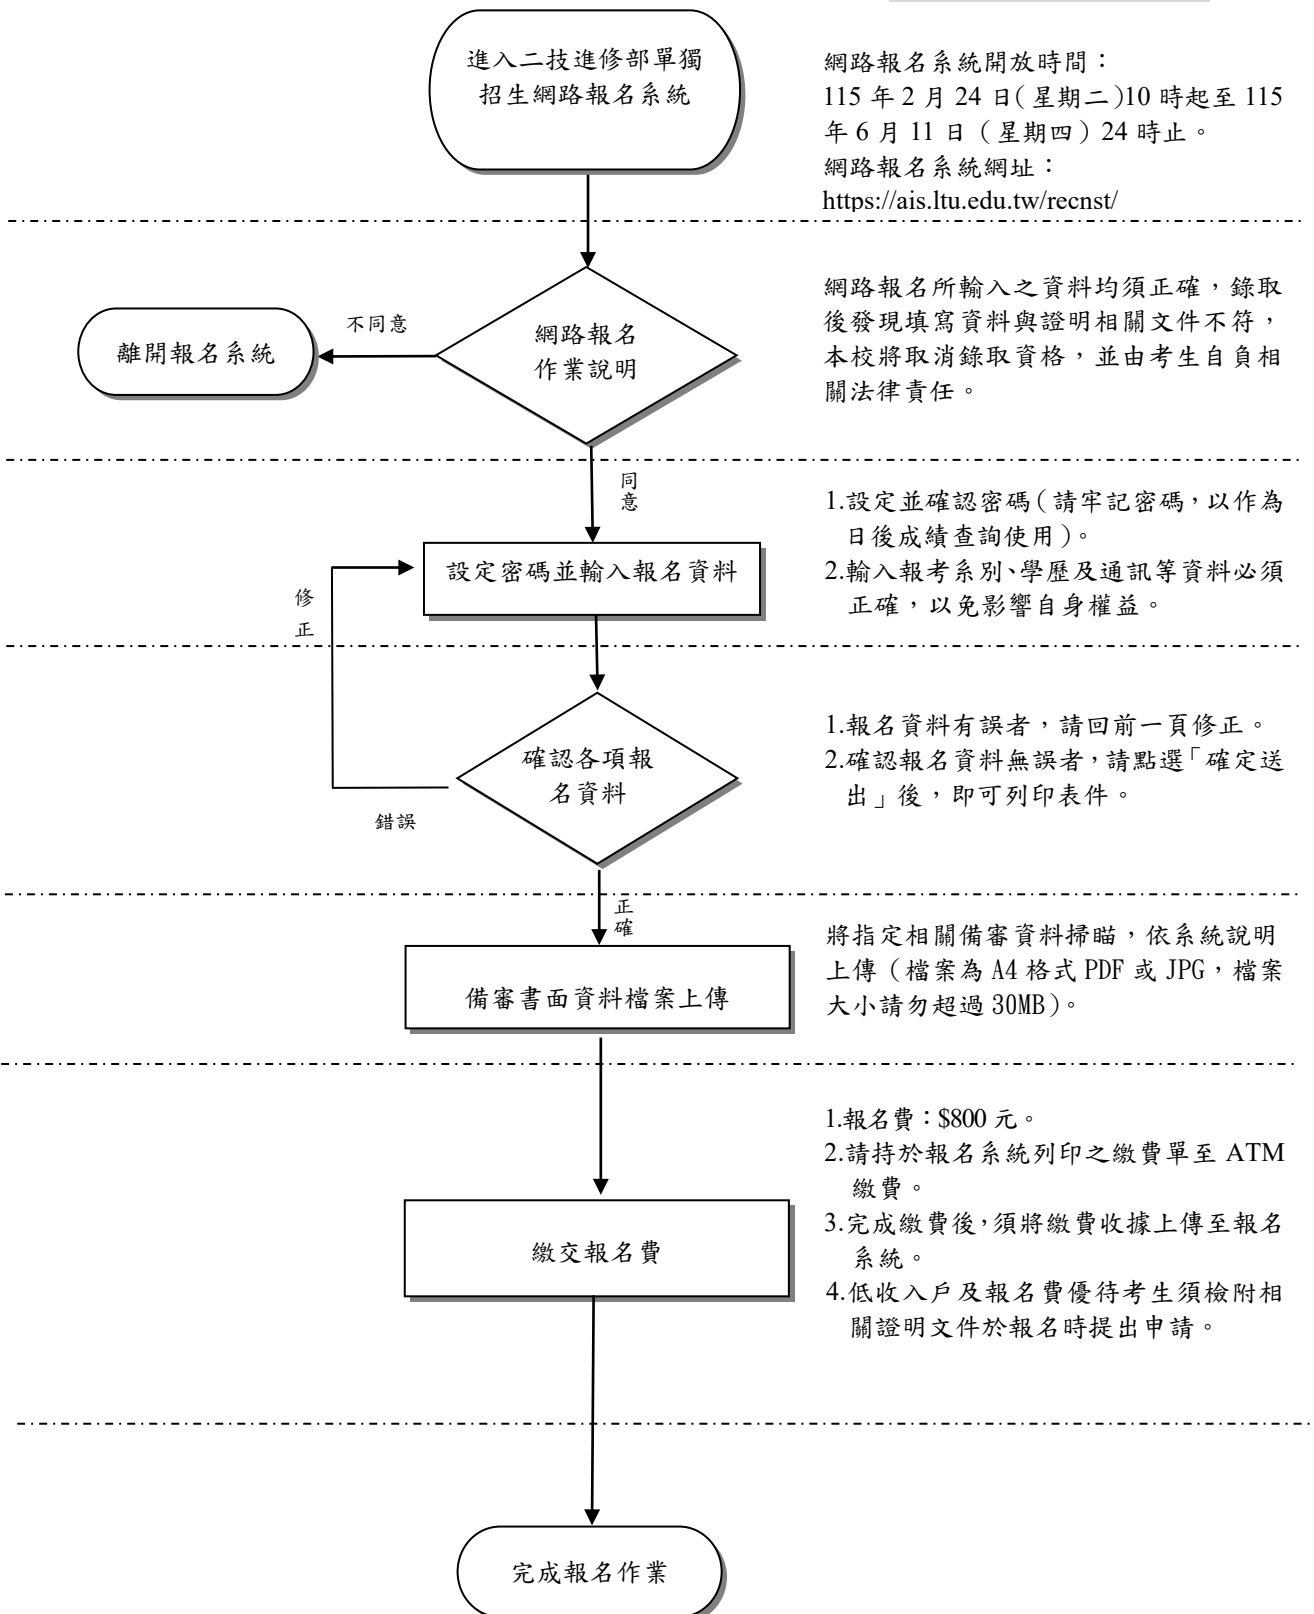 進入二技進修部單獨
招生網路報名系統
網路報名系統開放時間：
115 年 2 月 24 日（星期二）10 時起至 115
年 6 月 11 日（星期四）24 時止。
網路報名系統網址：
https://ais.ltu.edu.tw/recnst/
離開報名系統
不同意
網路報名
作業說明
網路報名所輸入之資料均須正確，錄取
後發現填寫資料與證明相關文件不符，
本校將取消錄取資格，並由考生自負相
關法律責任。
同
意
設定密碼並輸入報名資料
1.設定並確認密碼（請牢記密碼，以作為
日後成績查詢使用）。
2.輸入報考系別、學歷及通訊等資料必須
正確，以免影響自身權益。
修
正
確認各項報
名資料
錯誤
1.報名資料有誤者，請回前一頁修正。
2.確認報名資料無誤者，請點選「確定送
出」後，即可列印表件。
正
確
備審書面資料檔案上傳
將指定相關備審資料掃瞄，依系統說明
上傳（檔案為 A4 格式 PDF 或 JPG，檔案
大小請勿超過 30MB）。
繳交報名費
1.報名費：$800 元。
2.請持於報名系統列印之繳費單至 ATM
繳費。
3.完成繳費後，須將繳費收據上傳至報名
系統。
4.低收入戶及報名費優待考生須檢附相
關證明文件於報名時提出申請。
完成報名作業